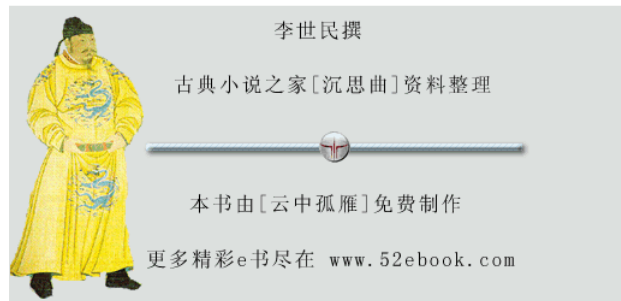 李世民撰
古典小说之家[沉思曲]资料整理
本书由[云中孤雁]免费制作
更多精彩e书尽在 www.52ebook.com